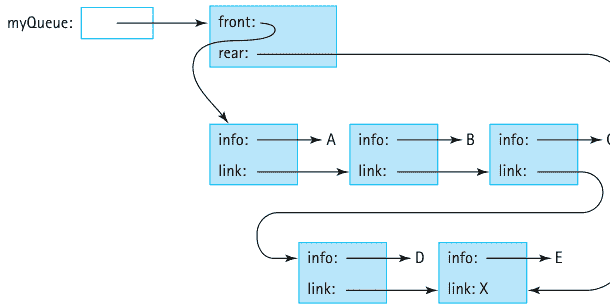 myQueue: front:
rear:
info: A info: B info:
link: link: link:
info: D info: E
link: link: X